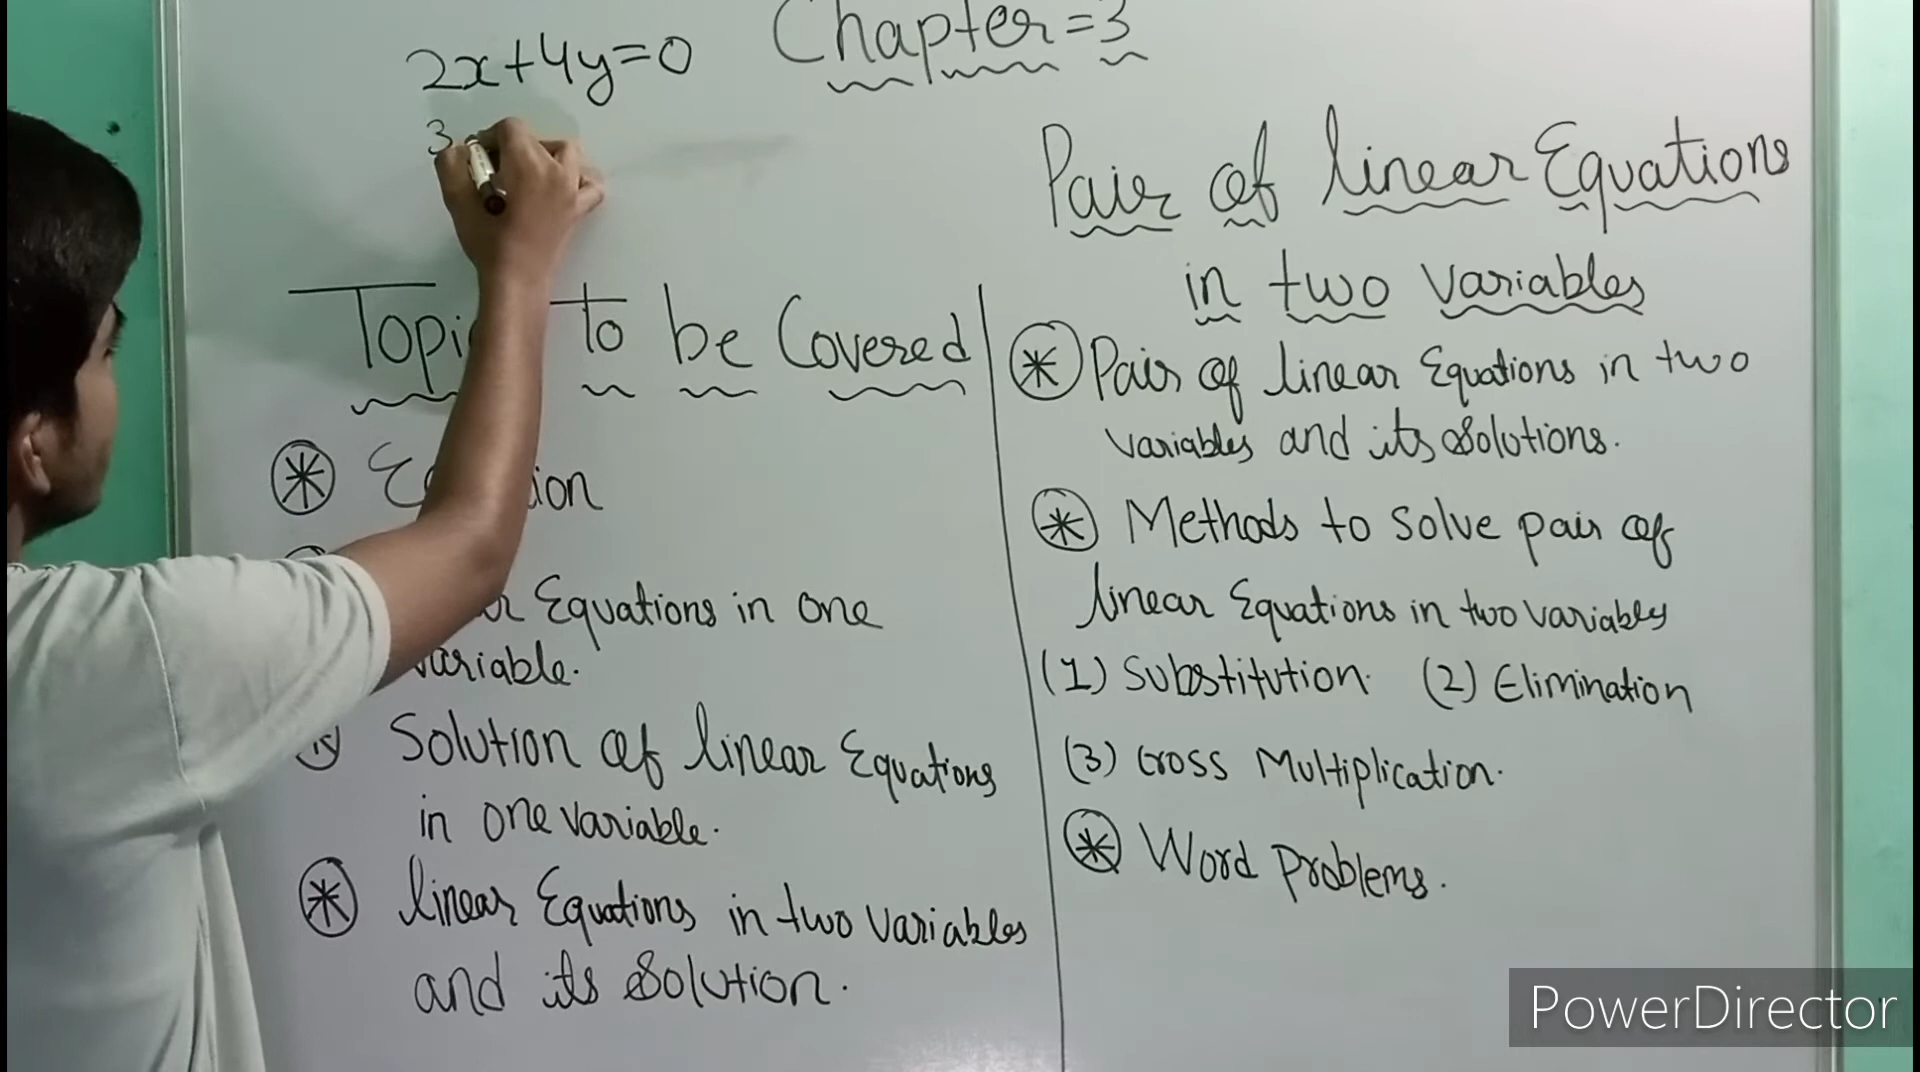 2x+4y=0
3
Chapter=3
Pair of linear Equations
in two variables
to be Covered
Equations in one
variable.
Solution of linear Equations
in one variable.
* linear Equations in two variables
and its Solution.
* Pair of linear Equations in two
variables and its Solutions.
* Methods to solve pair of
linear Equations in two variables
(1) Substitution. (2) Elimination
(3) Cross Multiplication.
* Word Problems.
PowerDirector